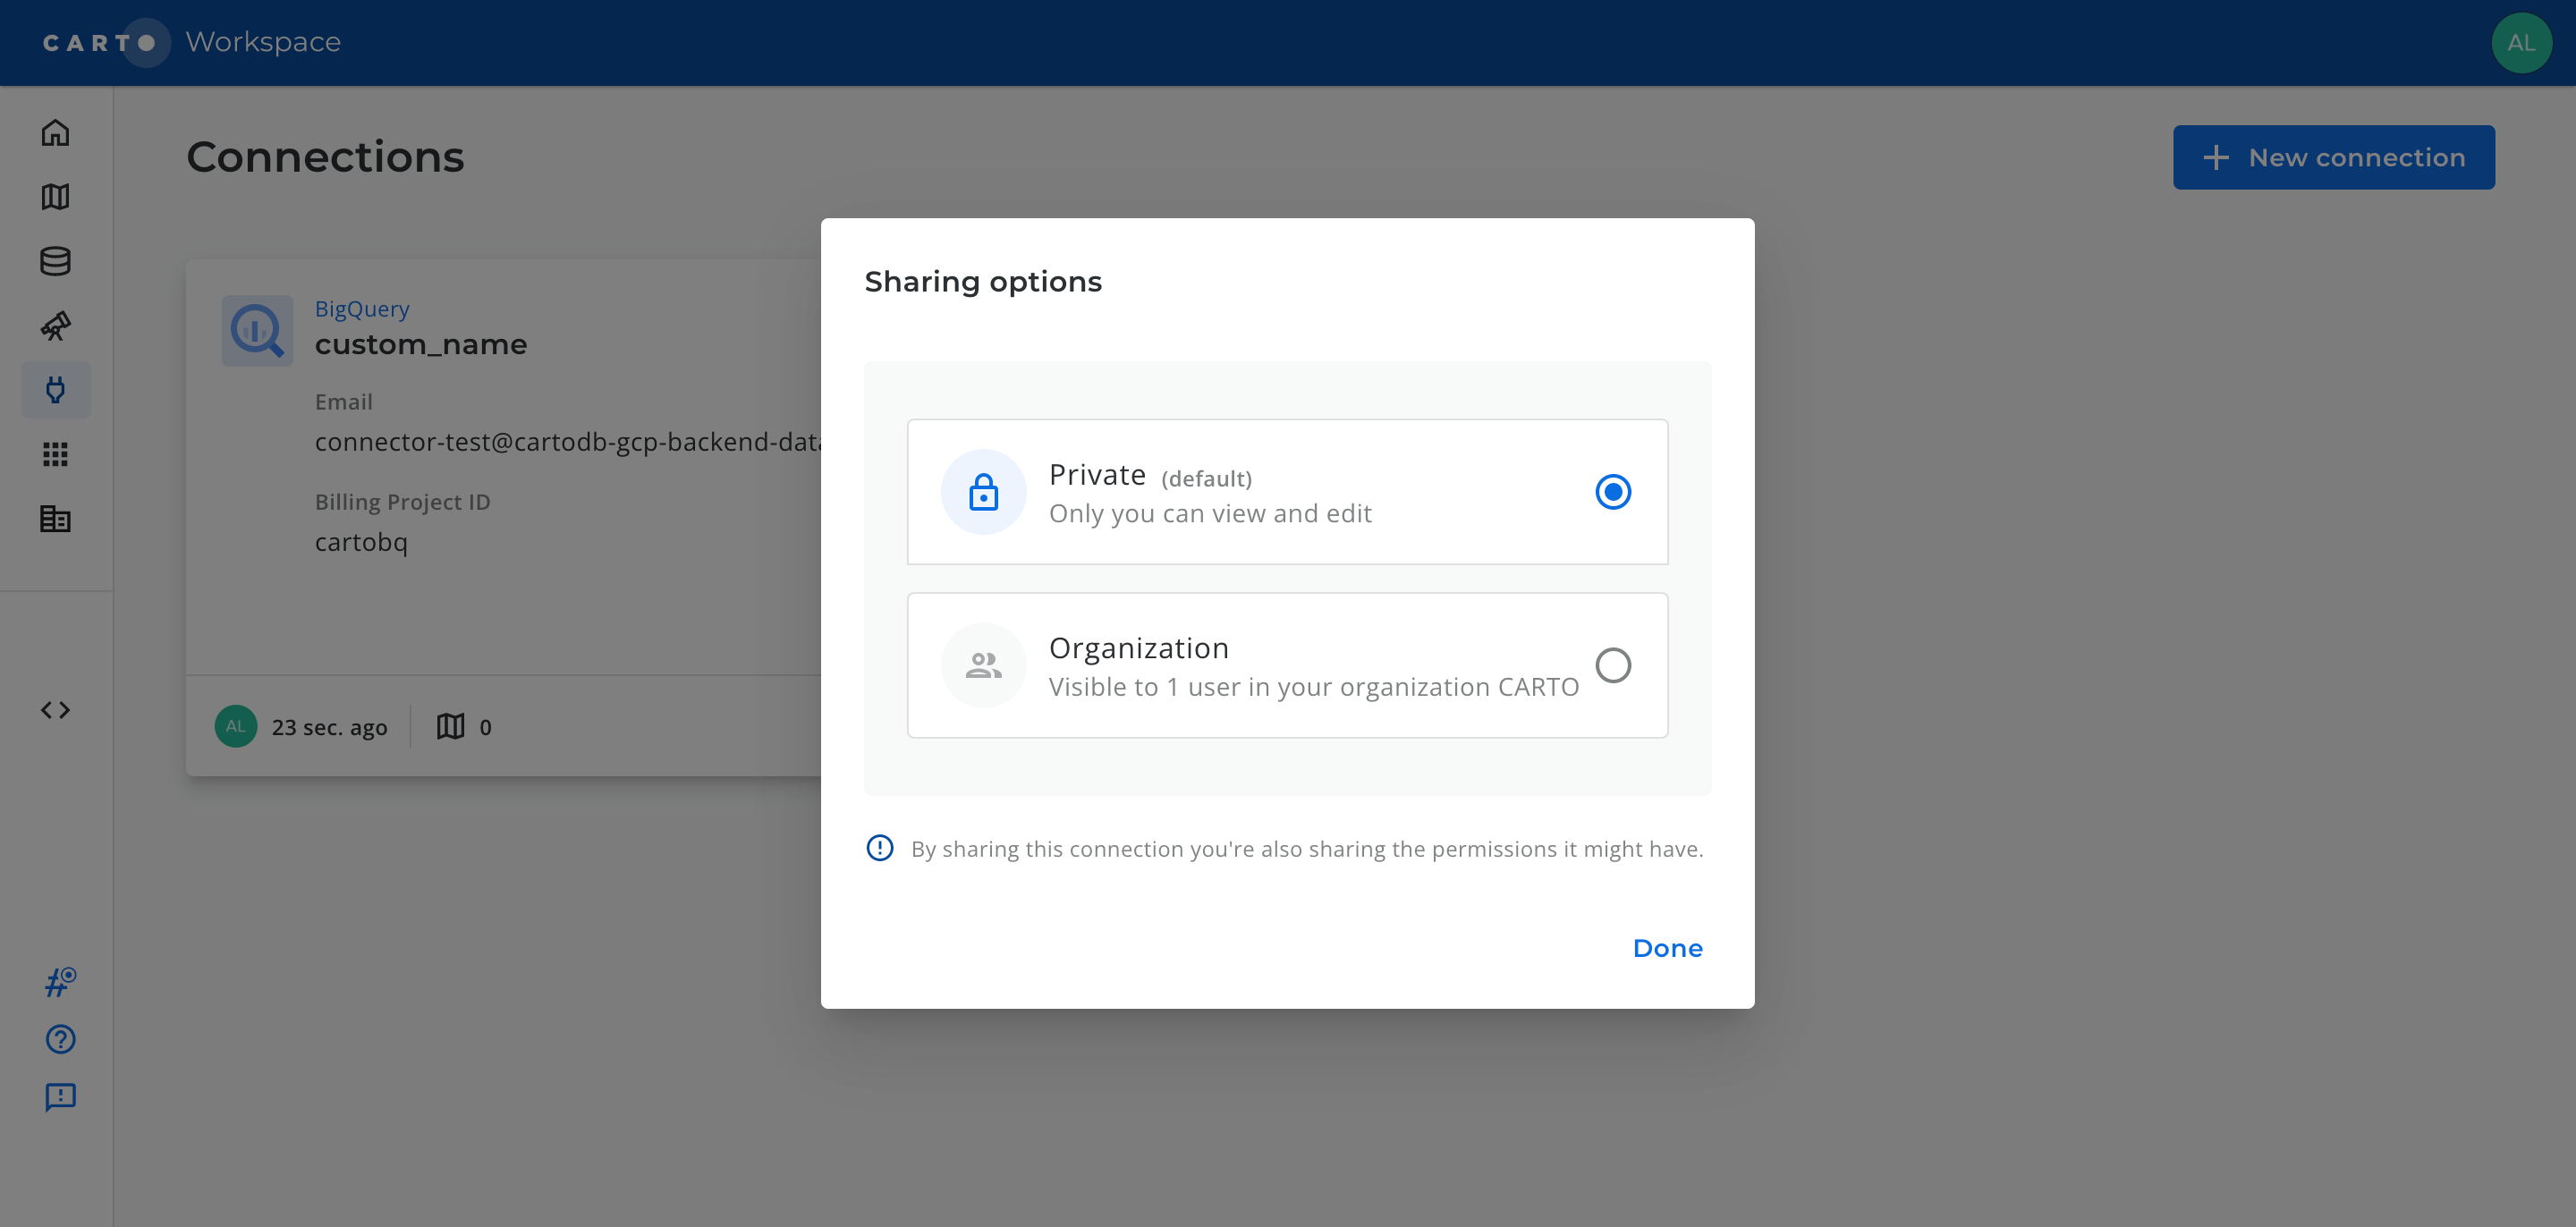 CARTO Workspace
AL
Connections
+ New connection
BigQuery
custom_name
Email
connector-test@cartodb-gcp-backend-data
Billing Project ID
cartobq
AL 23 sec. ago 0
Sharing options
Private (default)
Only you can view and edit
Organization
Visible to 1 user in your organization CARTO
By sharing this connection you're also sharing the permissions it might have.
Done